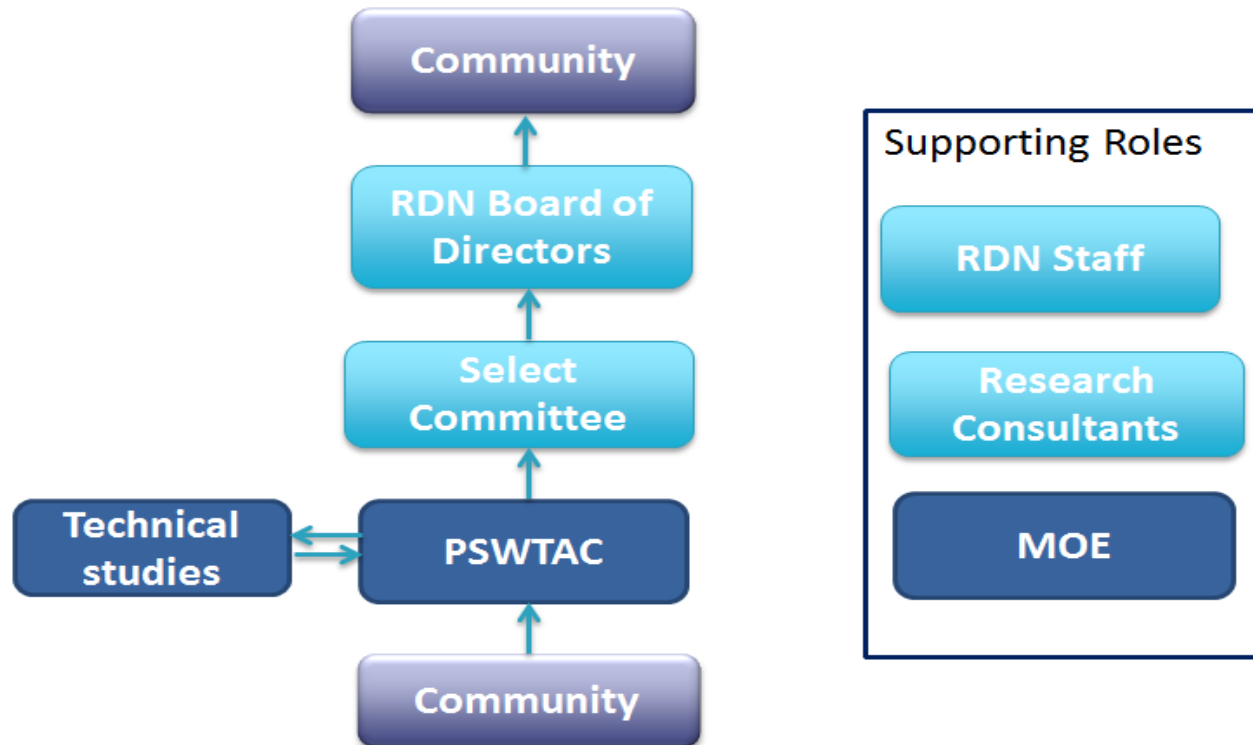 Community
RDN Board of
Directors
Select
Committee
Technical
studies
PSWTAC
Community
Supporting Roles
RDN Staff
Research
Consultants
MOE